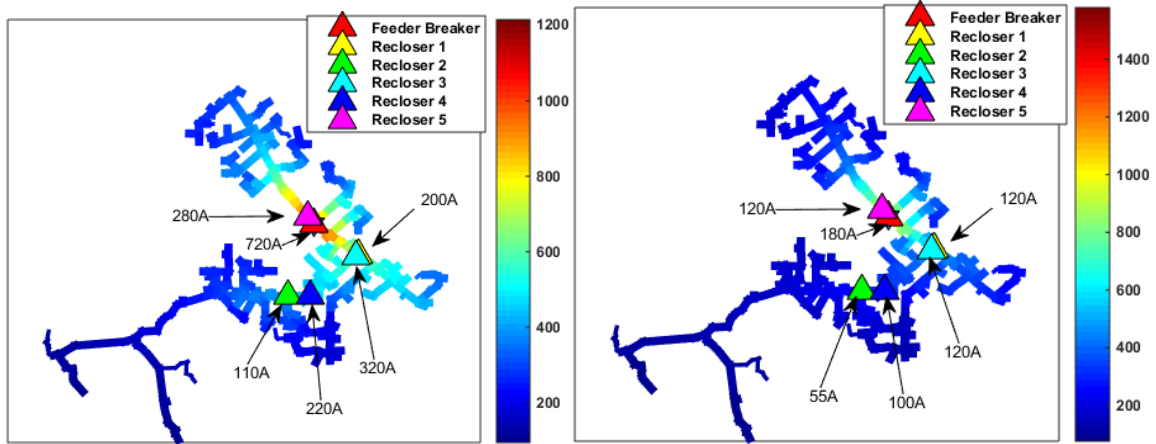 Feeder Breaker
Recloser 1
Recloser 2
Recloser 3
Recloser 4
Recloser 5
280A
720A
200A
110A
220A
320A
1200
1000
800
600
400
200
Feeder Breaker
Recloser 1
Recloser 2
Recloser 3
Recloser 4
Recloser 5
120A
180A
120A
55A
100A
120A
1400
1200
1000
800
600
400
200